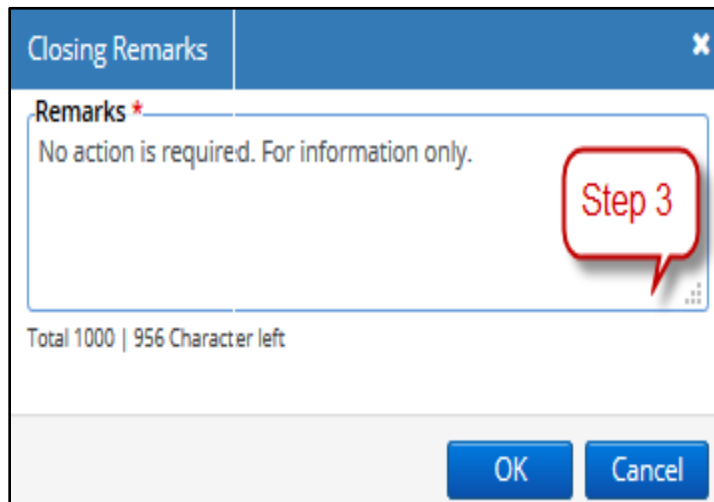 Closing Remarks
Remarks *
No action is required. For information only.
Step 3
Total 1000 | 956 Character left
OK Cancel